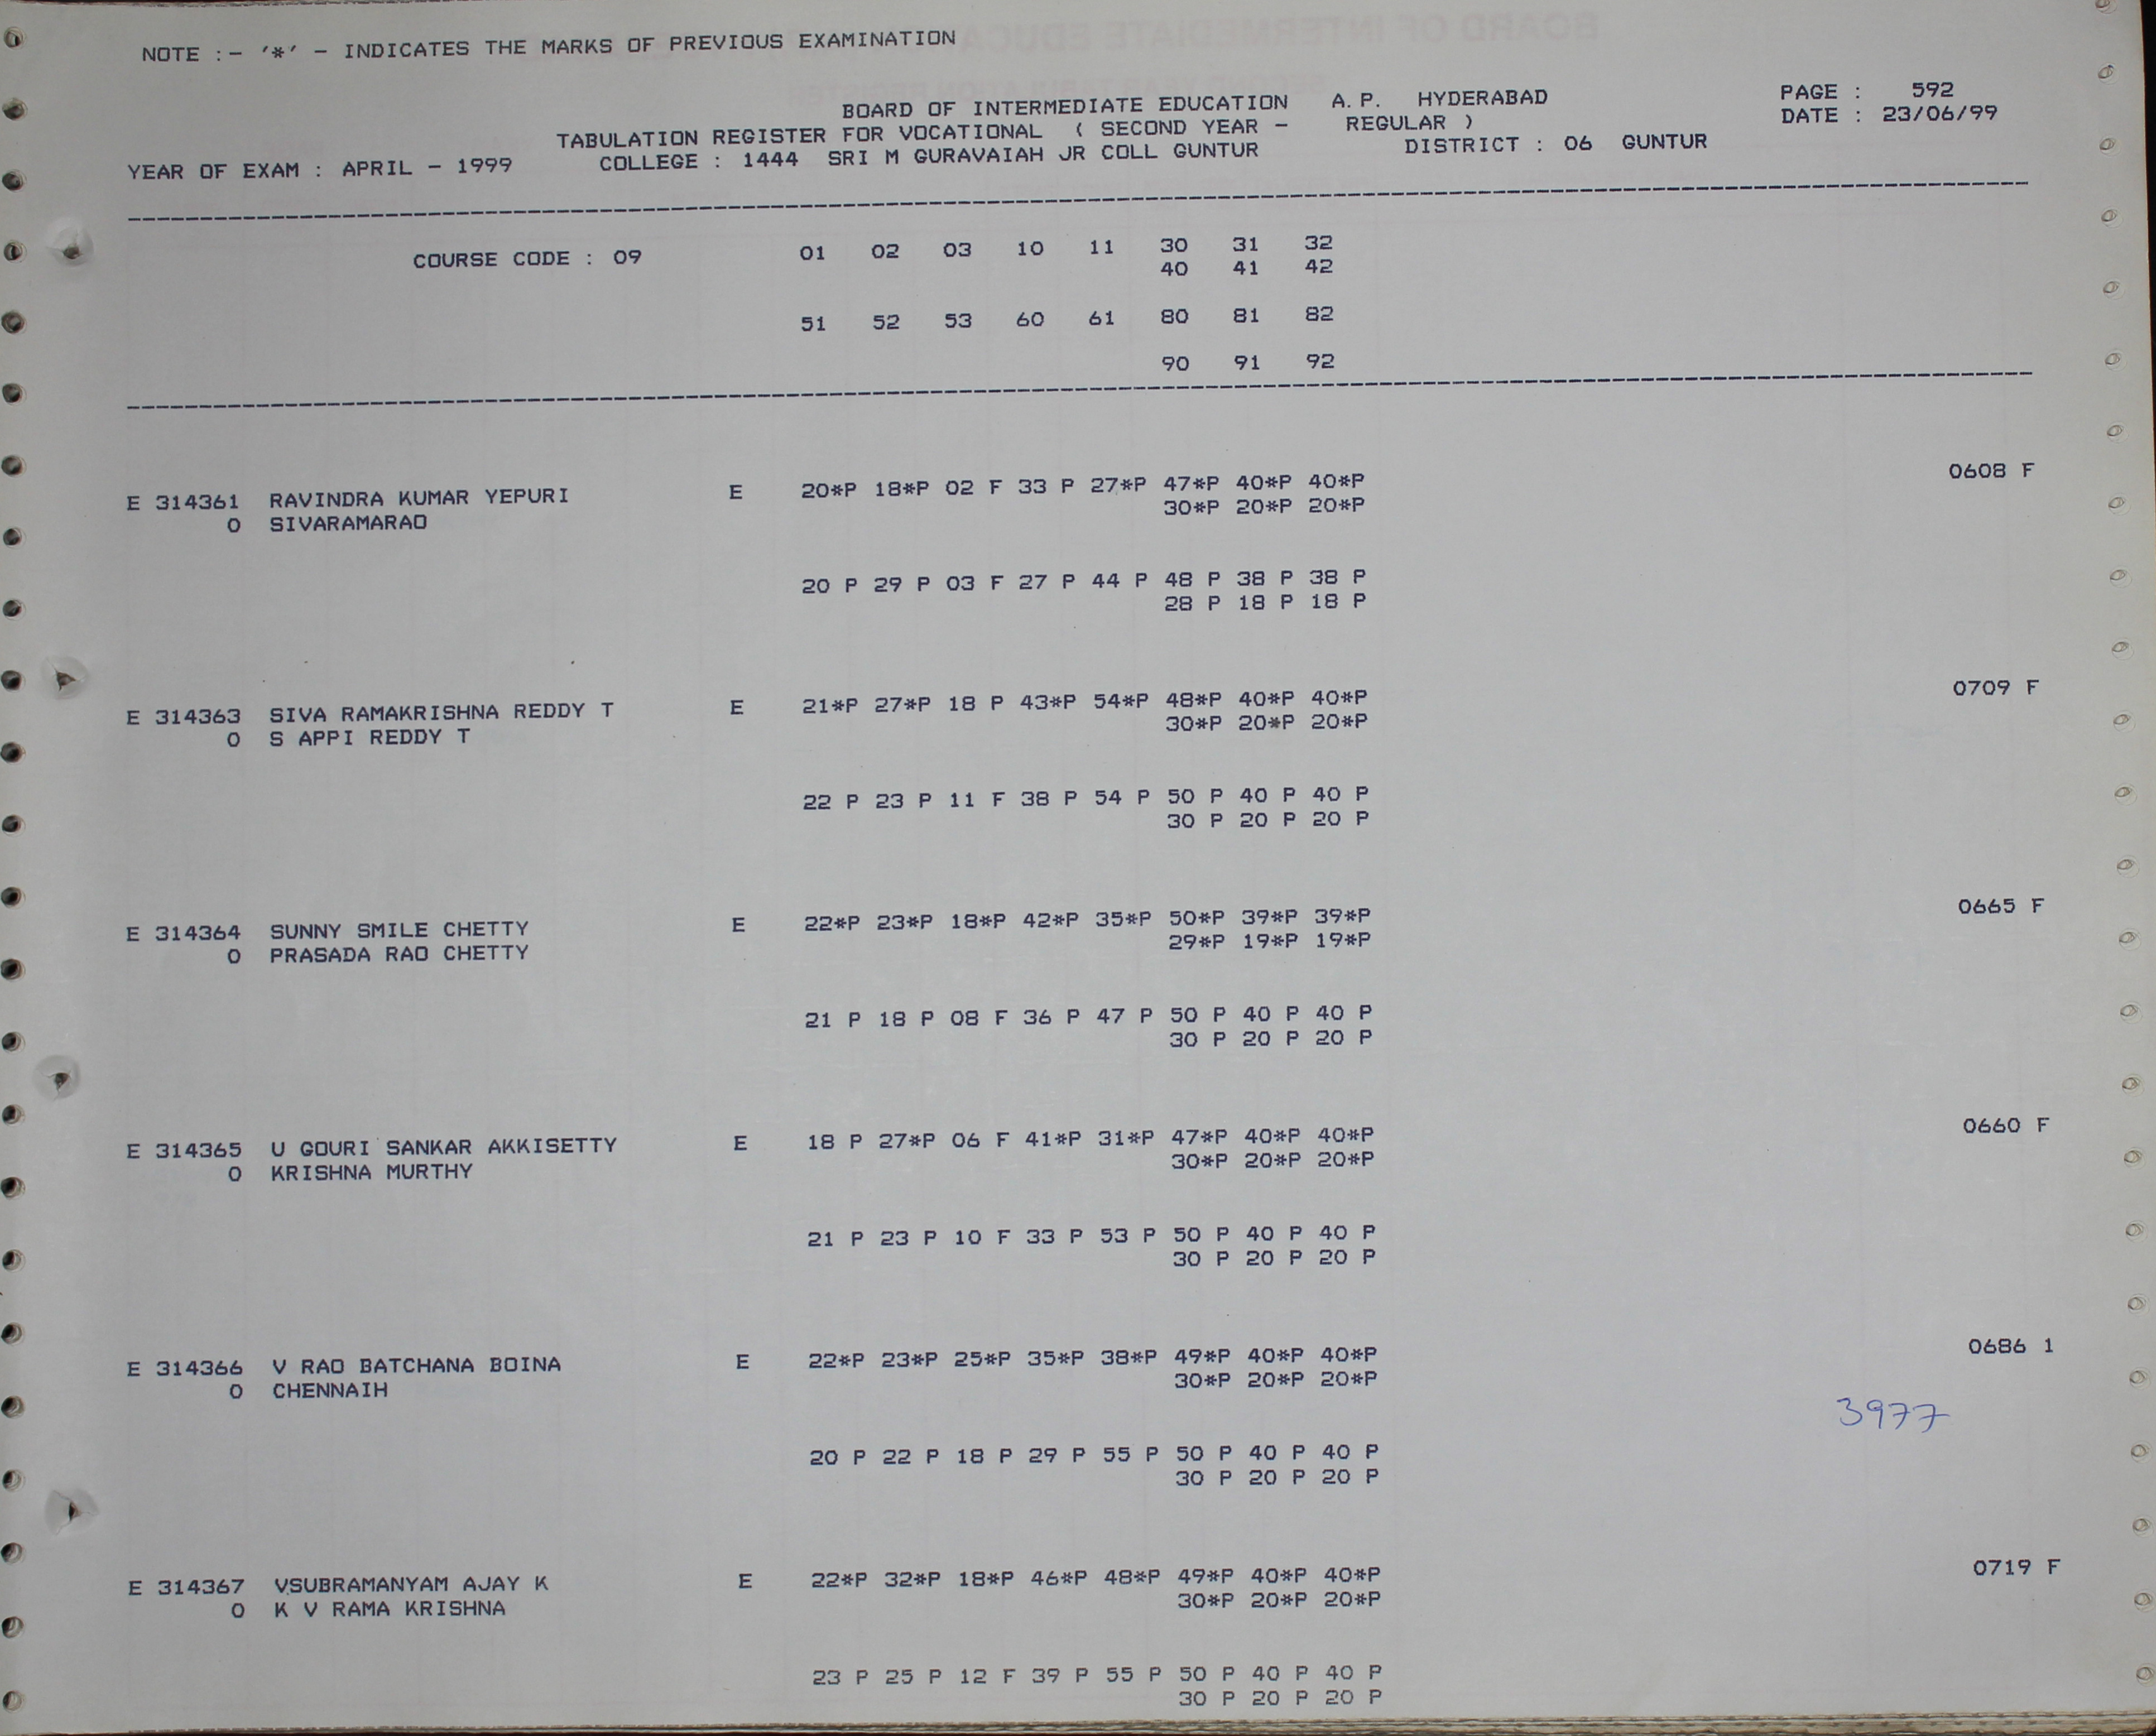 NOTE :- '*' - INDICATES THE MARKS OF PREVIOUS EXAMINATION
BOARD OF INTERMEDIATE EDUCATION A.P. HYDERABAD PAGE : 592
TABULATION REGISTER FOR VOCATIONAL ( SECOND YEAR - REGULAR ) DATE : 23/06/99
YEAR OF EXAM : APRIL - 1999 COLLEGE : 1444 SRI M GURAVAIAH JR COLL GUNTUR DISTRICT : 06 GUNTUR
COURSE CODE : 09 01 02 03 10 11 30 31 32
40 41 42
51 52 53 60 61 80 81 82
90 91 92
E 314361 RAVINDRA KUMAR YEPURI E 20*P 18*P 02 F 33 P 27*P 47*P 40*P 40*P 0608 F
0 SIVARAMARAO 30*P 20*P 20*P
20 P 29 P 03 F 27 P 44 P 48 P 38 P 38 P
28 P 18 P 18 P
E 314363 SIVA RAMAKRISHNA REDDY T E 21*P 27*P 18 P 43*P 54*P 48*P 40*P 40*P 0709 F
0 S APPI REDDY T 30*P 20*P 20*P
22 P 23 P 11 F 38 P 54 P 50 P 40 P 40 P
30 P 20 P 20 P
E 314364 SUNNY SMILE CHETTY E 22*P 23*P 18*P 42*P 35*P 50*P 39*P 39*P 0665 F
0 PRASADA RAO CHETTY 29*P 19*P 19*P
21 P 18 P 08 F 36 P 47 P 50 P 40 P 40 P
30 P 20 P 20 P
E 314365 U GOURI SANKAR AKKISETTY E 18 P 27*P 06 F 41*P 31*P 47*P 40*P 40*P 0660 F
0 KRISHNA MURTHY 30*P 20*P 20*P
21 P 23 P 10 F 33 P 53 P 50 P 40 P 40 P
30 P 20 P 20 P
E 314366 V RAO BATCHANA BOINA E 22*P 23*P 25*P 35*P 38*P 49*P 40*P 40*P 0686 1
0 CHENNAIH 30*P 20*P 20*P
3977
20 P 22 P 18 P 29 P 55 P 50 P 40 P 40 P
30 P 20 P 20 P
E 314367 VSUBRAMANYAM AJAY K E 22*P 32*P 18*P 46*P 48*P 49*P 40*P 40*P 0719 F
0 K V RAMA KRISHNA 30*P 20*P 20*P
23 P 25 P 12 F 39 P 55 P 50 P 40 P 40 P
30 P 20 P 20 P